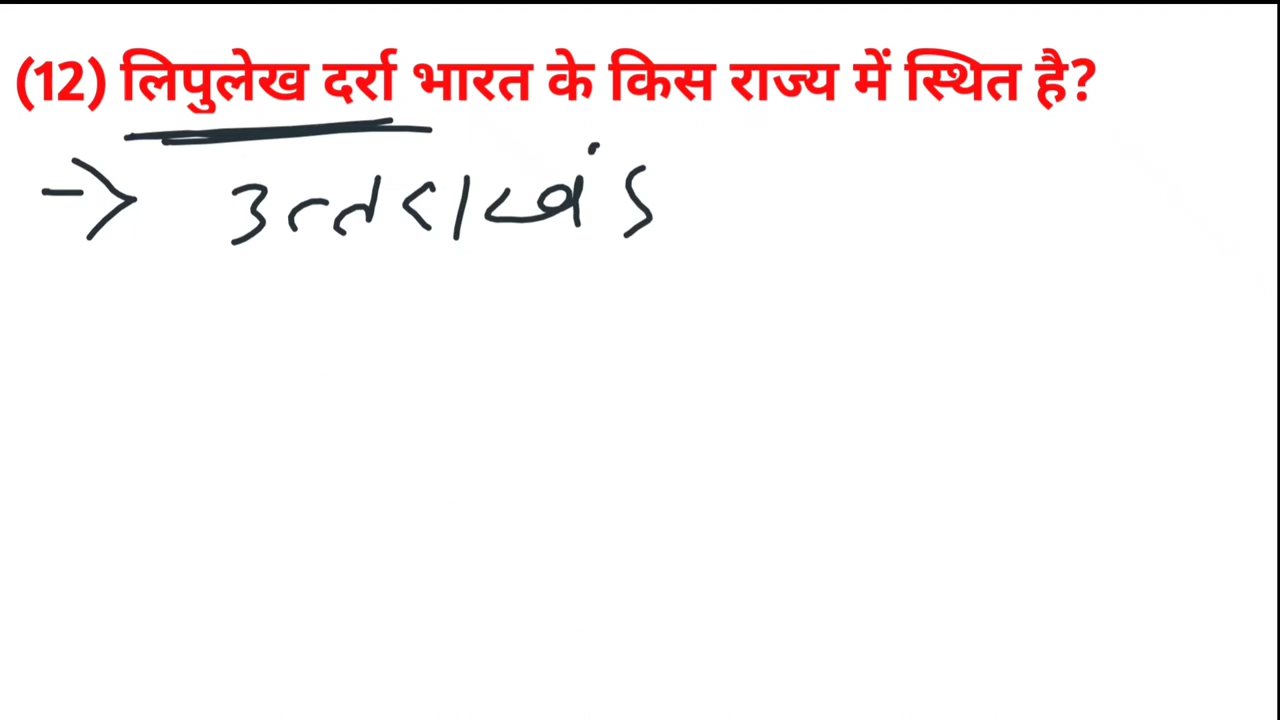 (12) लिपुलेख दर्रा भारत के किस राज्य में स्थित है?
→ उत्तराखंड